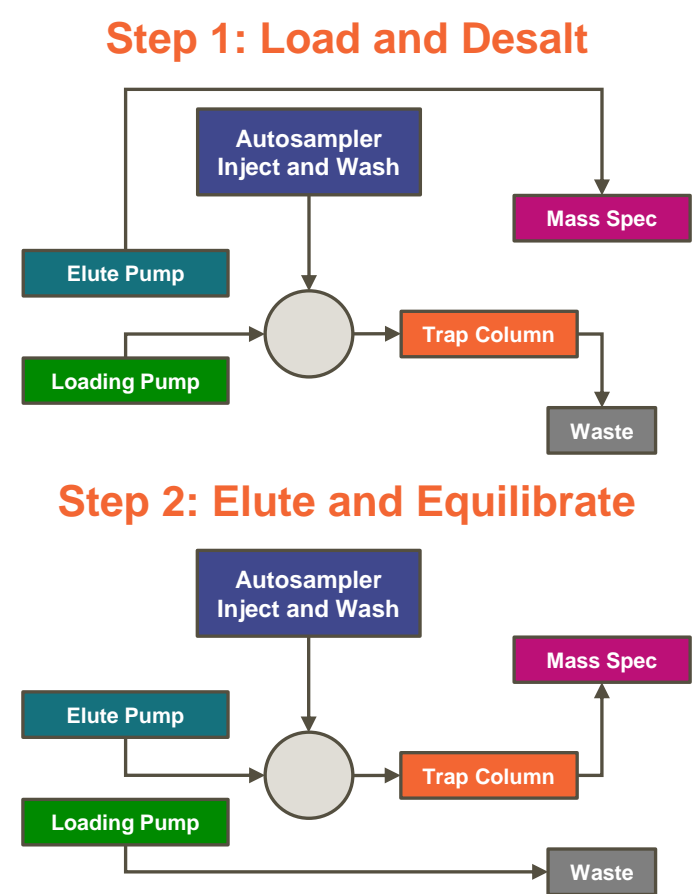 Step 1: Load and Desalt
Autosampler
Inject and Wash
Mass Spec
Elute Pump
Trap Column
Loading Pump
Waste
Step 2: Elute and Equilibrate
Autosampler
Inject and Wash
Mass Spec
Elute Pump
Trap Column
Loading Pump
Waste